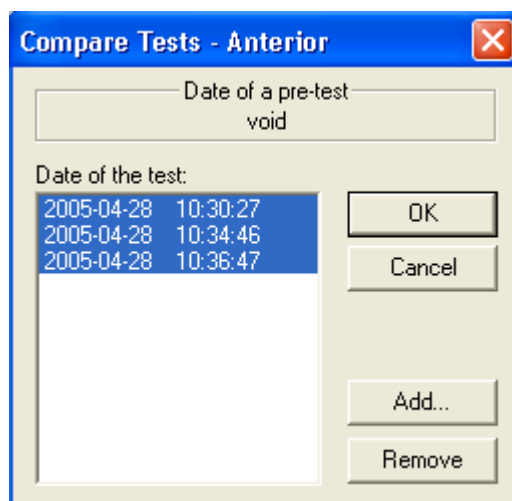 Compare Tests - Anterior
Date of a pre-test
void
Date of the test:
2005-04-28 10:30:27
2005-04-28 10:34:46
2005-04-28 10:36:47
OK
Cancel
Add...
Remove